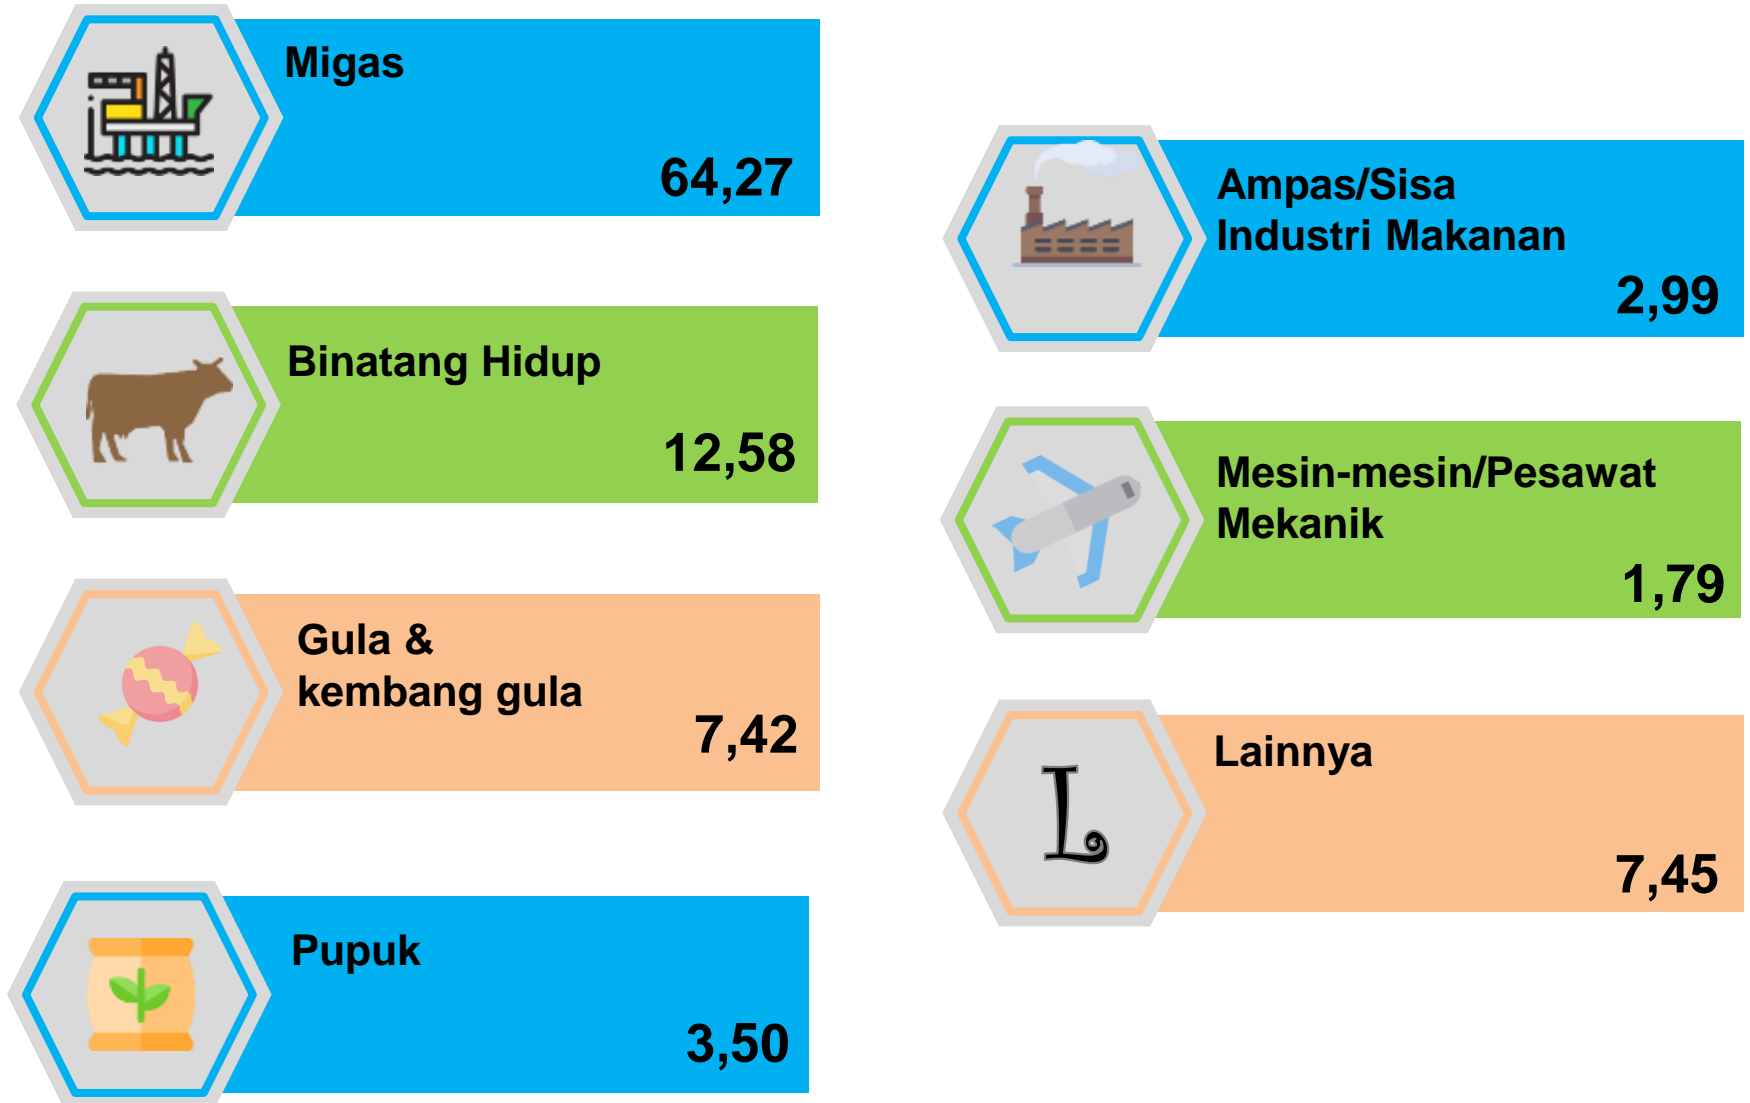 Migas
64,27
Binatang Hidup
12,58
Gula &
kembang gula
7,42
Pupuk
3,50
Ampas/Sisa
Industri Makanan
2,99
Mesin-mesin/Pesawat
Mekanik
1,79
L
Lainnya
7,45